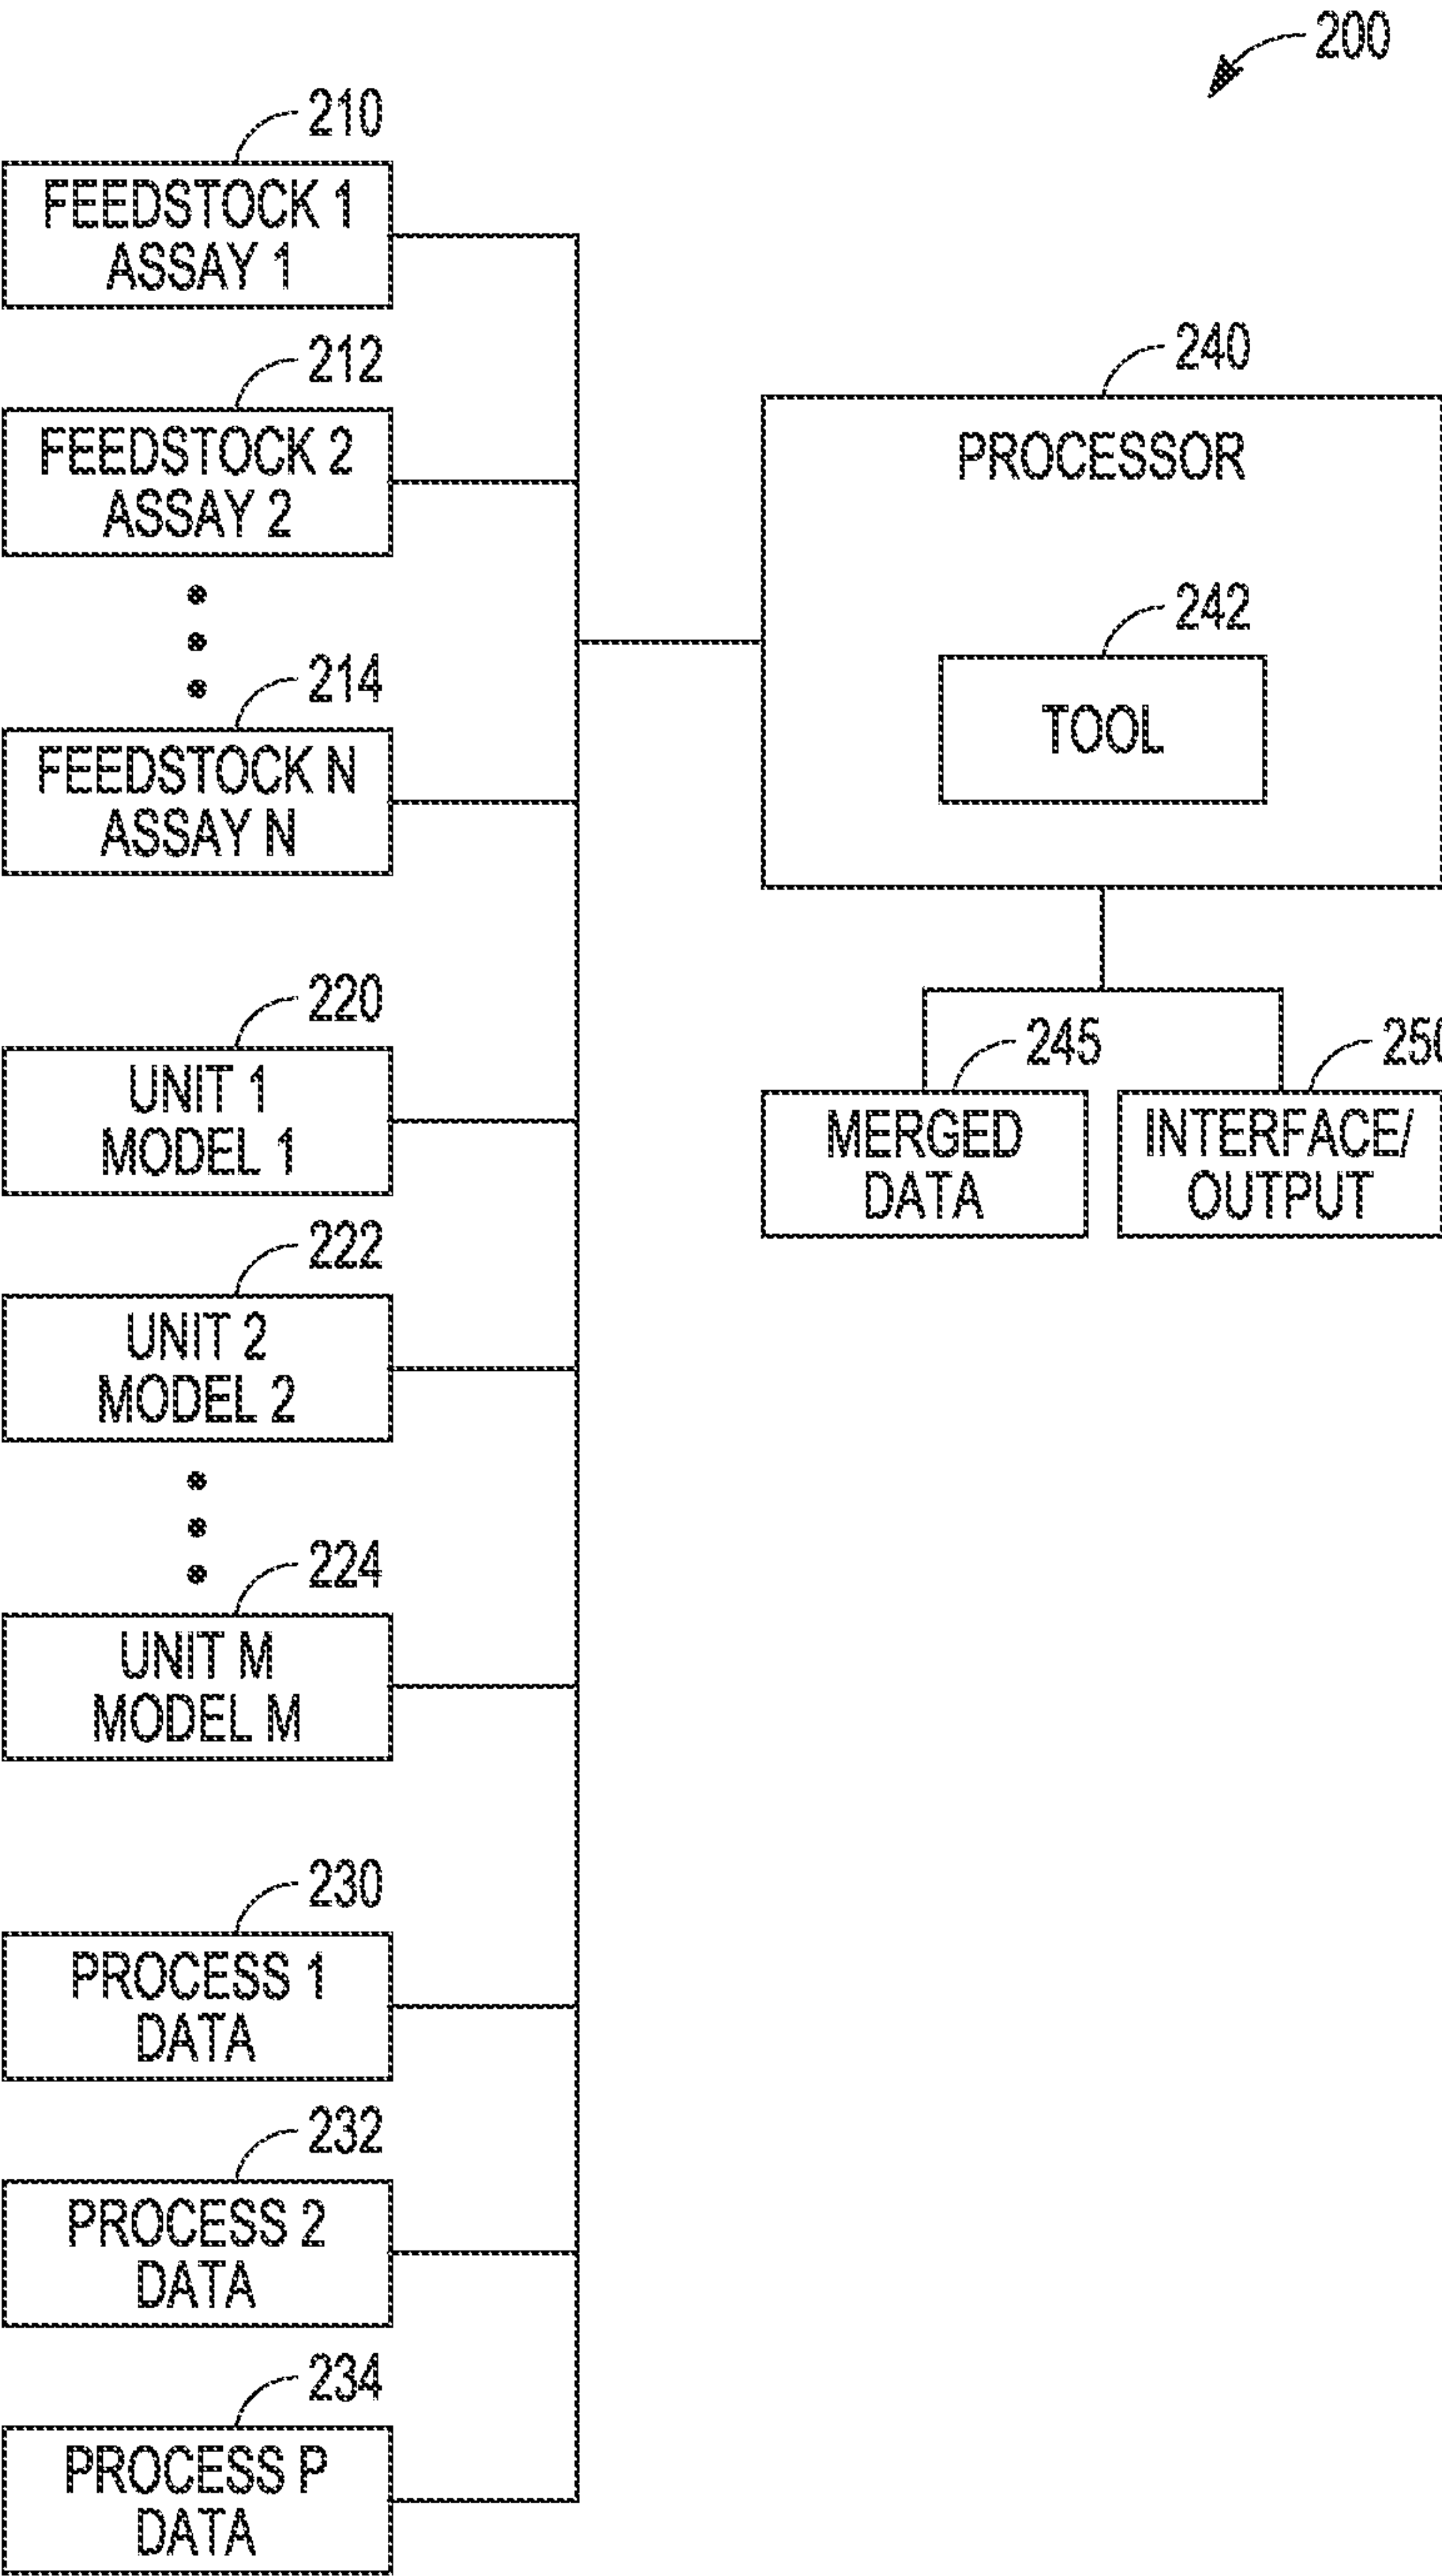 200
210
FEEDSTOCK 1
ASSAY 1
212
FEEDSTOCK 2
ASSAY 2
214
FEEDSTOCK N
ASSAY N
220
UNIT 1
MODEL 1
222
UNIT 2
MODEL 2
224
UNIT M
MODEL M
230
PROCESS 1
DATA
232
PROCESS 2
DATA
234
PROCESS P
DATA
240
PROCESSOR
242
TOOL
245
MERGED
DATA
250
INTERFACE/
OUTPUT